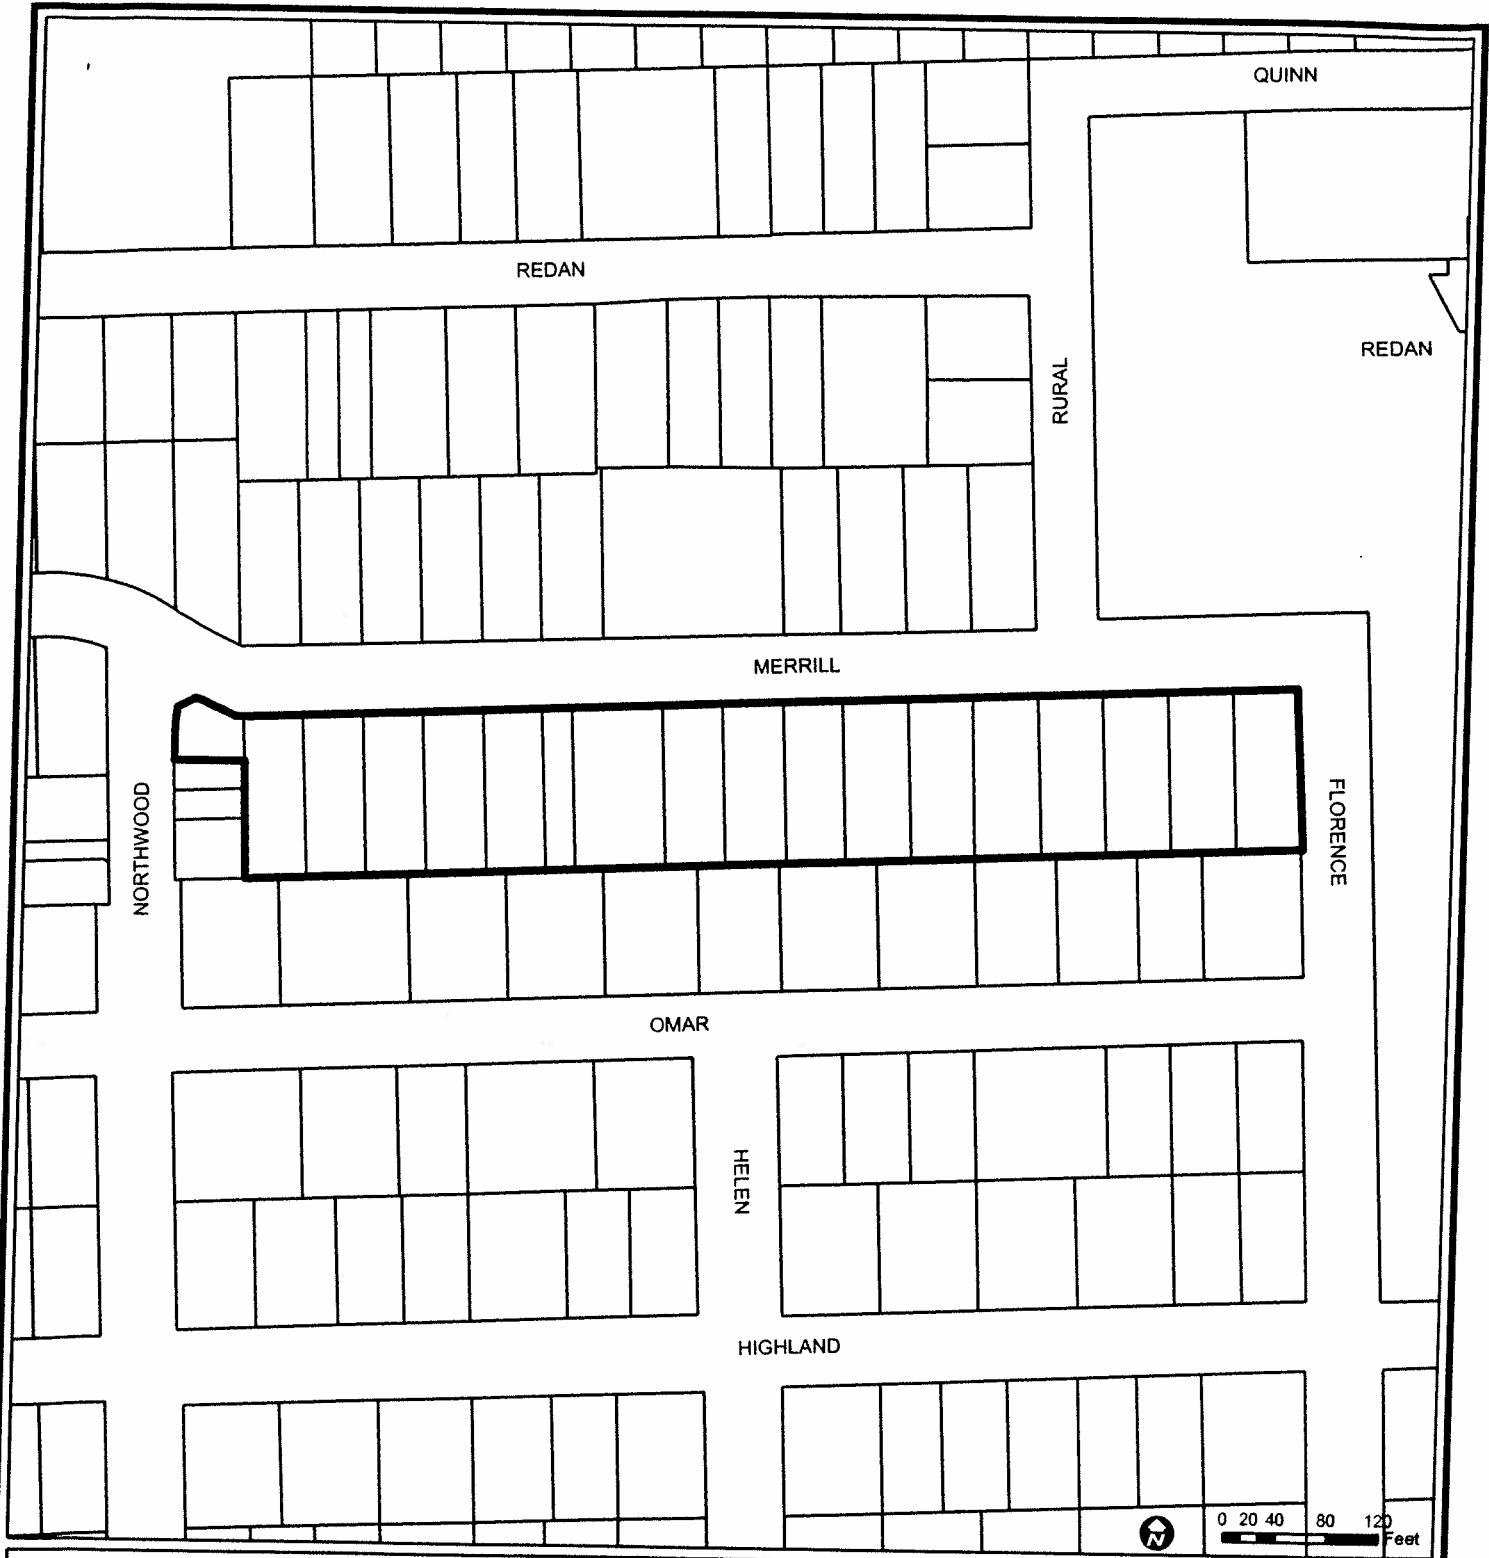 QUINN
REDAN
REDAN
RURAL
MERRILL
NORTHWOOD
FLORENCE
OMAR
HELEN
HIGHLAND
N
0 20 40 80 120
Feet